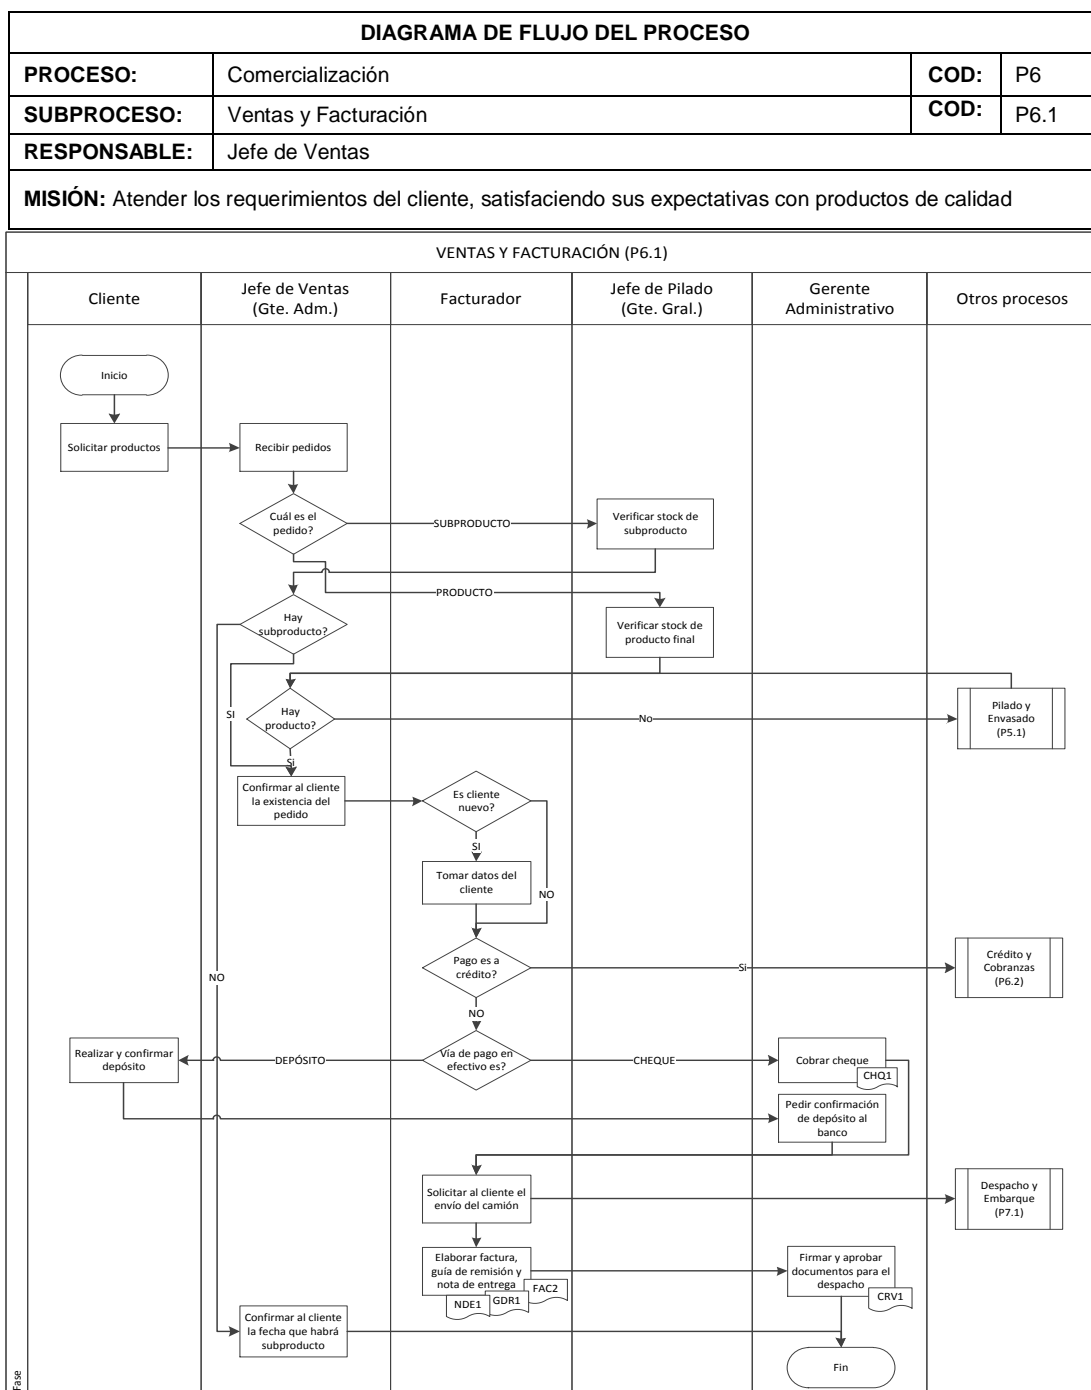 DIAGRAMA DE FLUJO DEL PROCESO
PROCESO: Comercialización COD: P6
SUBPROCESO: Ventas y Facturación COD: P6.1
RESPONSABLE: Jefe de Ventas
MISIÓN: Atender los requerimientos del cliente, satisfaciendo sus expectativas con productos de calidad
VENTAS Y FACTURACIÓN (P6.1)
Cliente
Jefe de Ventas
(Gte. Adm.)
Facturador
Jefe de Pilado
(Gte. Gral.)
Gerente
Administrativo
Otros procesos
Inicio
Solicitar productos
Recibir pedidos
Cuál es el
pedido?
SUBPRODUCTO
Verificar stock de
subproducto
PRODUCTO
Hay
subproducto?
Verificar stock de
producto final
SI
Hay
producto?
No
Pilado y
Envasado
(P5.1)
Si
Confirmar al cliente
la existencia del
pedido
Es cliente
nuevo?
SI
Tomar datos del
cliente
NO
Pago es a
crédito?
Si
Crédito y
Cobranzas
(P6.2)
NO
NO
Realizar y confirmar
depósito
DEPÓSITO
Vía de pago en
efectivo es?
CHEQUE
Cobrar cheque
CHQ1
Pedir confirmación
de depósito al
banco
Solicitar al cliente el
envío del camión
Despacho y
Embarque
(P7.1)
Elaborar factura,
guía de remisión y
nota de entrega
FAC2
GDR1
NDE1
Firmar y aprobar
documentos para el
despacho
CRV1
Confirmar al cliente
la fecha que habrá
subproducto
Fin
Fase